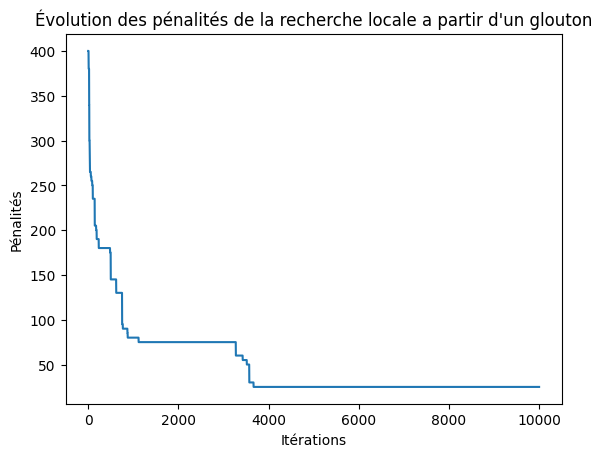 Évolution des pénalités de la recherche locale a partir d'un glouton
400
350
300
250
200
150
100
50
Pénalités
0 2000 4000 6000 8000 10000
Itérations